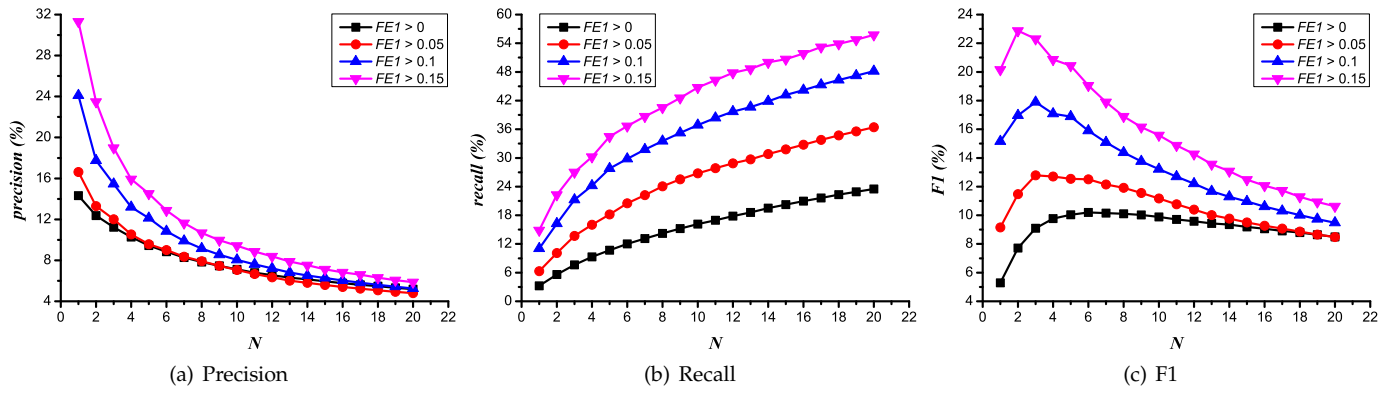 32
28
24
20
16
12
8
4
precision (%)
FE1 > 0
FE1 > 0.05
FE1 > 0.1
FE1 > 0.15
0 2 4 6 8 10 12 14 16 18 20 22
N
(a) Precision
60
54
48
42
36
30
24
18
12
6
0
recall (%)
FE1 > 0
FE1 > 0.05
FE1 > 0.1
FE1 > 0.15
0 2 4 6 8 10 12 14 16 18 20 22
N
(b) Recall
24
22
20
18
16
14
12
10
8
6
4
F1 (%)
FE1 > 0
FE1 > 0.05
FE1 > 0.1
FE1 > 0.15
0 2 4 6 8 10 12 14 16 18 20 22
N
(c) F1